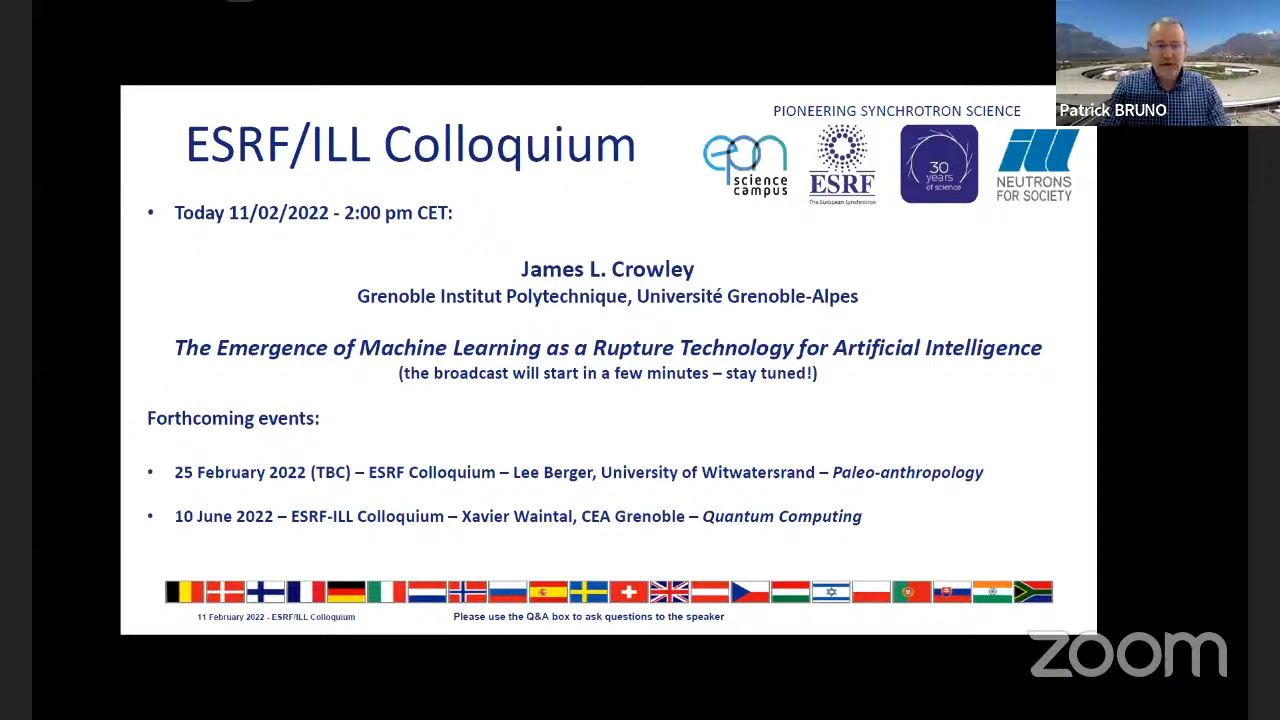 PIONEERING SYNCHROTRON SCIENCE
Patrick BRUNO
ESRF/ILL Colloquium
epn
science
campus
ESRF
The European Synchrotron
30
years
of science
ill
NEUTRONS
FOR SOCIETY
• Today 11/02/2022 - 2:00 pm CET:
James L. Crowley
Grenoble Institut Polytechnique, Université Grenoble-Alpes
The Emergence of Machine Learning as a Rupture Technology for Artificial Intelligence
(the broadcast will start in a few minutes – stay tuned!)
Forthcoming events:
• 25 February 2022 (TBC) – ESRF Colloquium – Lee Berger, University of Witwatersrand – Paleo-anthropology
• 10 June 2022 – ESRF-ILL Colloquium – Xavier Waintal, CEA Grenoble – Quantum Computing
11 February 2022 - ESRF/ILL Colloquium
Please use the Q&A box to ask questions to the speaker
zoom